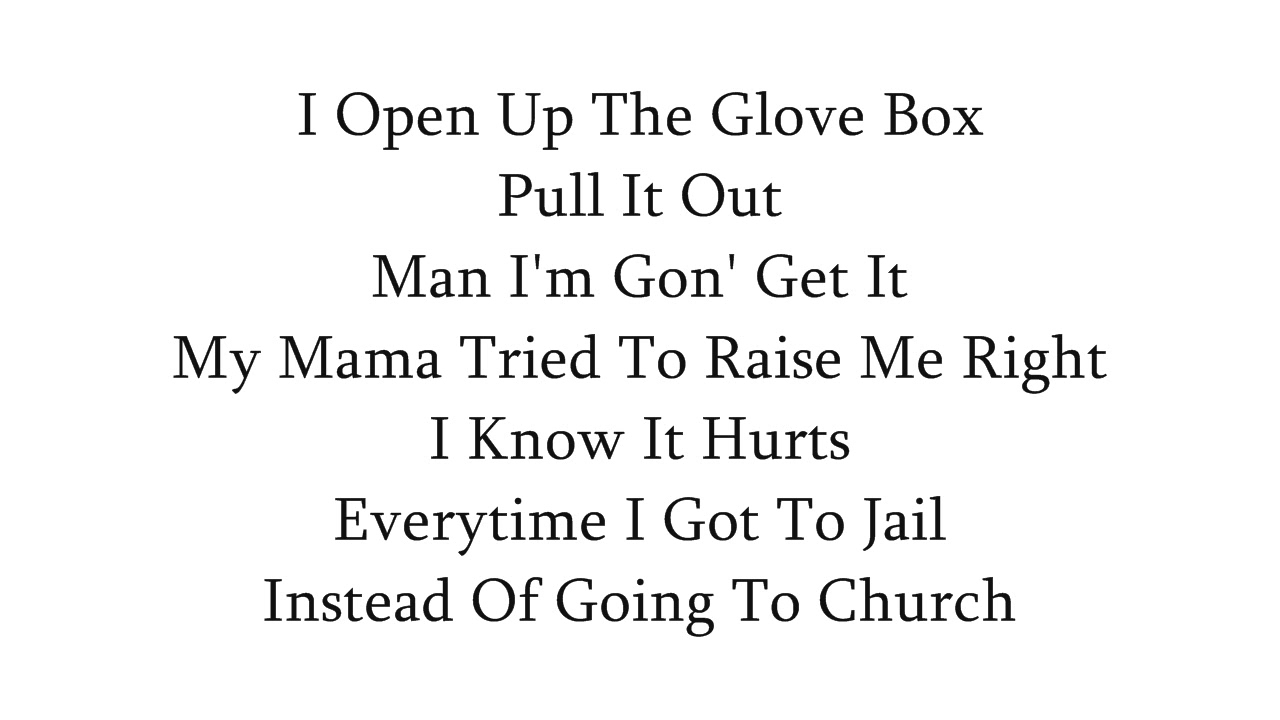 I Open Up The Glove Box
Pull It Out
Man I'm Gon' Get It
My Mama Tried To Raise Me Right
I Know It Hurts
Everytime I Got To Jail
Instead Of Going To Church